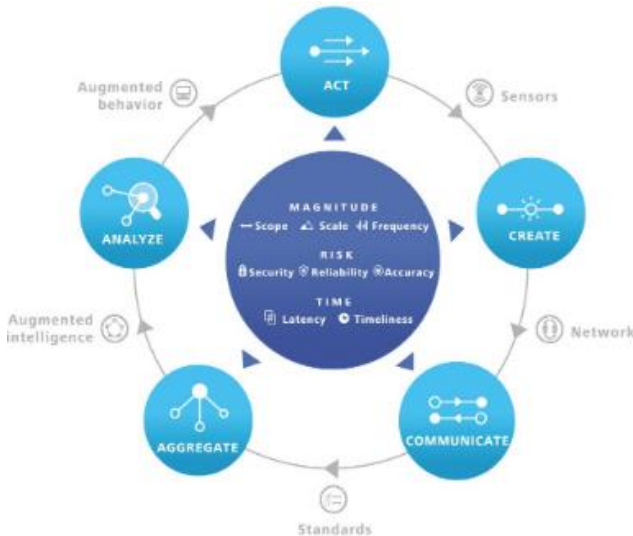 ACT
Augmented
behavior
Sensors
ANALYZE
MAGNITUDE
Scope Scale Frequency
CREATE
RISK
Security Reliability Accuracy
TIME
Latency Timeliness
Augmented
intelligence
Network
AGGREGATE
COMMUNICATE
Standards